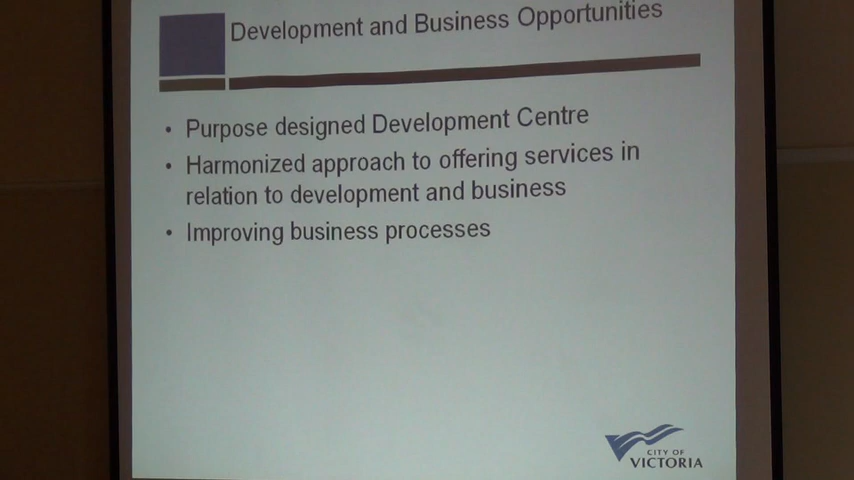 Development and Business Opportunities
• Purpose designed Development Centre
• Harmonized approach to offering services in
relation to development and business
• Improving business processes
CITY OF
VICTORIA